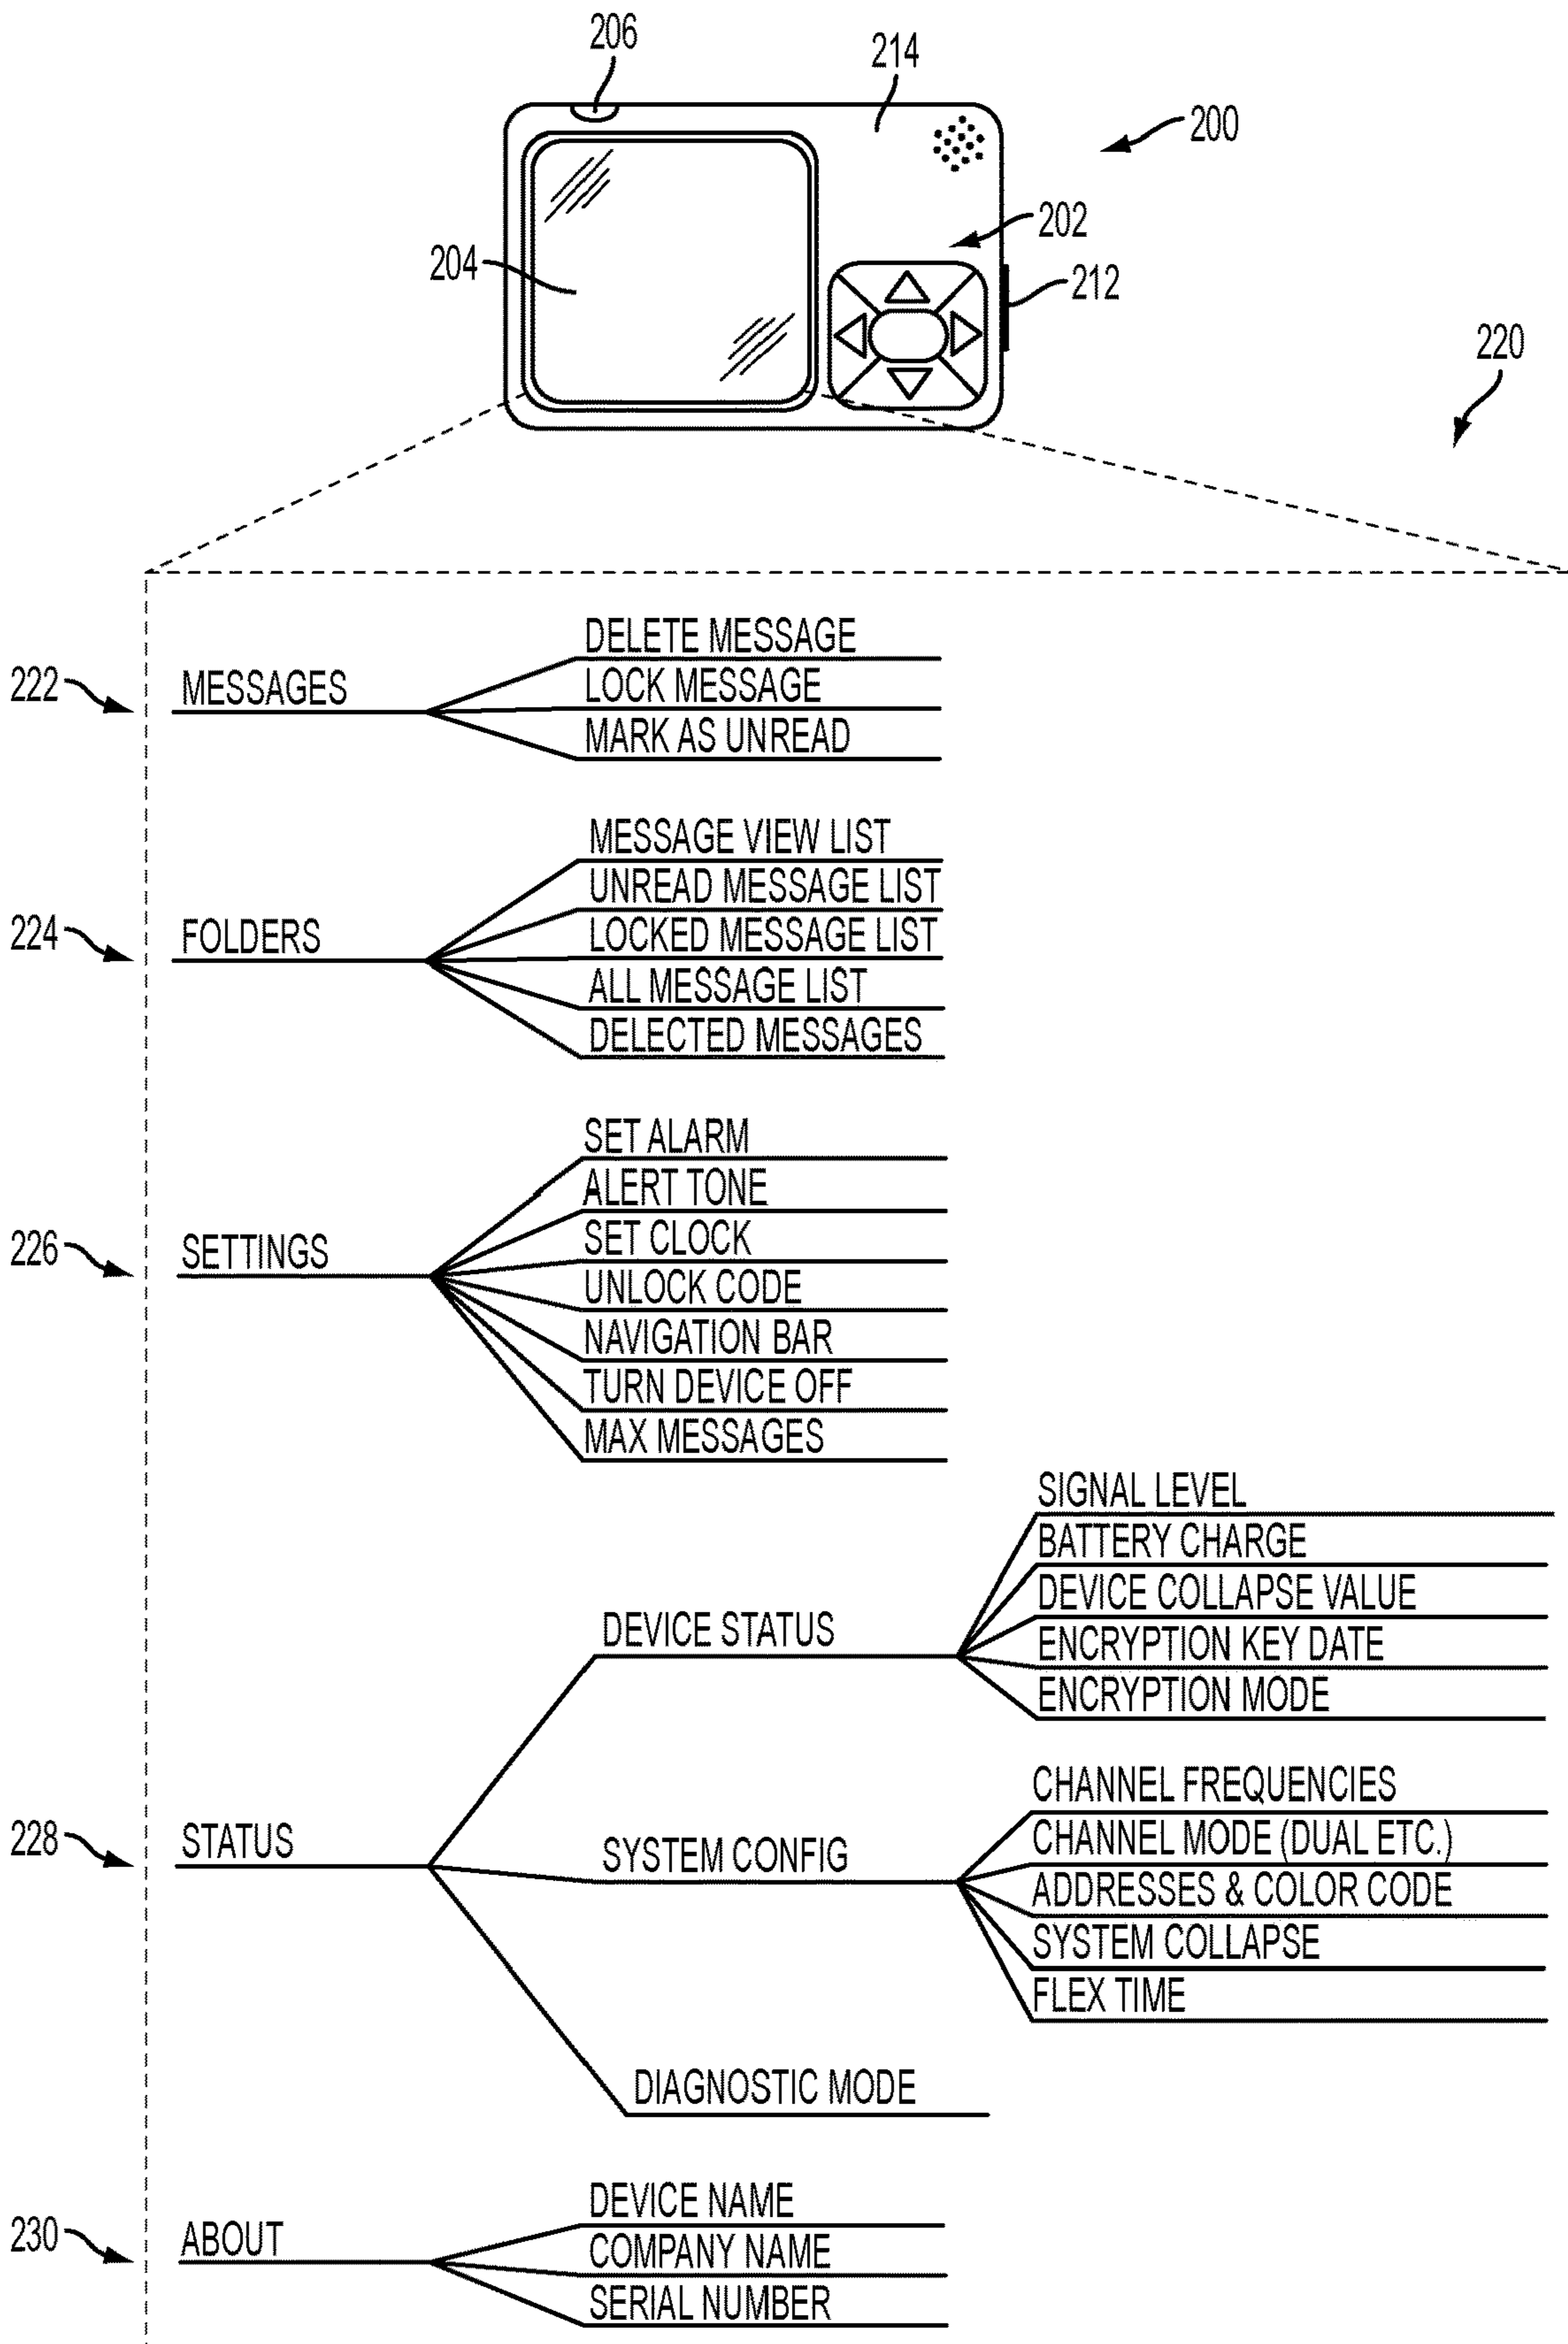 206
214
200
202
204
212
220
DELETE MESSAGE
222
MESSAGES
LOCK MESSAGE
MARK AS UNREAD
MESSAGE VIEW LIST
UNREAD MESSAGE LIST
224
FOLDERS
LOCKED MESSAGE LIST
ALL MESSAGE LIST
DELECTED MESSAGES
SET ALARM
ALERT TONE
226
SETTINGS
SET CLOCK
UNLOCK CODE
NAVIGATION BAR
TURN DEVICE OFF
MAX MESSAGES
SIGNAL LEVEL
BATTERY CHARGE
DEVICE COLLAPSE VALUE
DEVICE STATUS
ENCRYPTION KEY DATE
ENCRYPTION MODE
CHANNEL FREQUENCIES
228
STATUS
SYSTEM CONFIG
CHANNEL MODE (DUAL ETC.)
ADDRESSES & COLOR CODE
SYSTEM COLLAPSE
FLEX TIME
DIAGNOSTIC MODE
DEVICE NAME
230
ABOUT
COMPANY NAME
SERIAL NUMBER